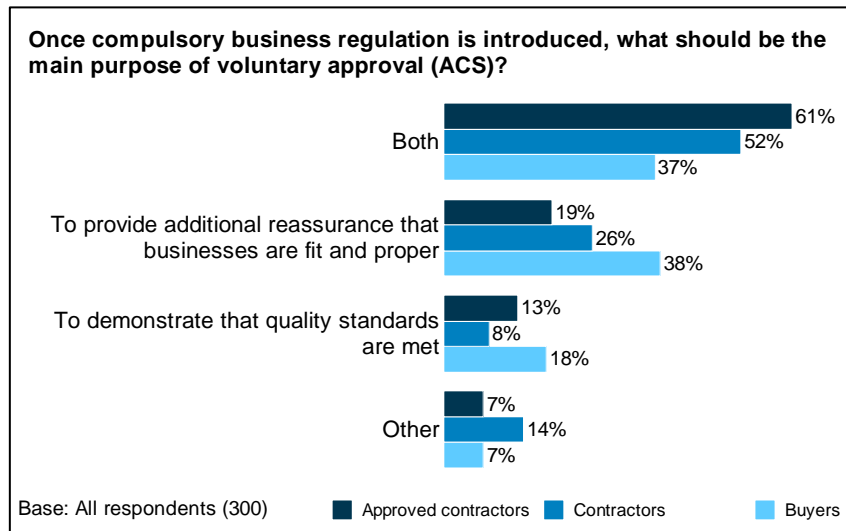 Once compulsory business regulation is introduced, what should be the
main purpose of voluntary approval (ACS)?
Both
61%
52%
37%
To provide additional reassurance that
businesses are fit and proper
19%
26%
38%
To demonstrate that quality standards
are met
13%
8%
18%
Other
7%
14%
7%
Base: All respondents (300) Approved contractors Contractors Buyers